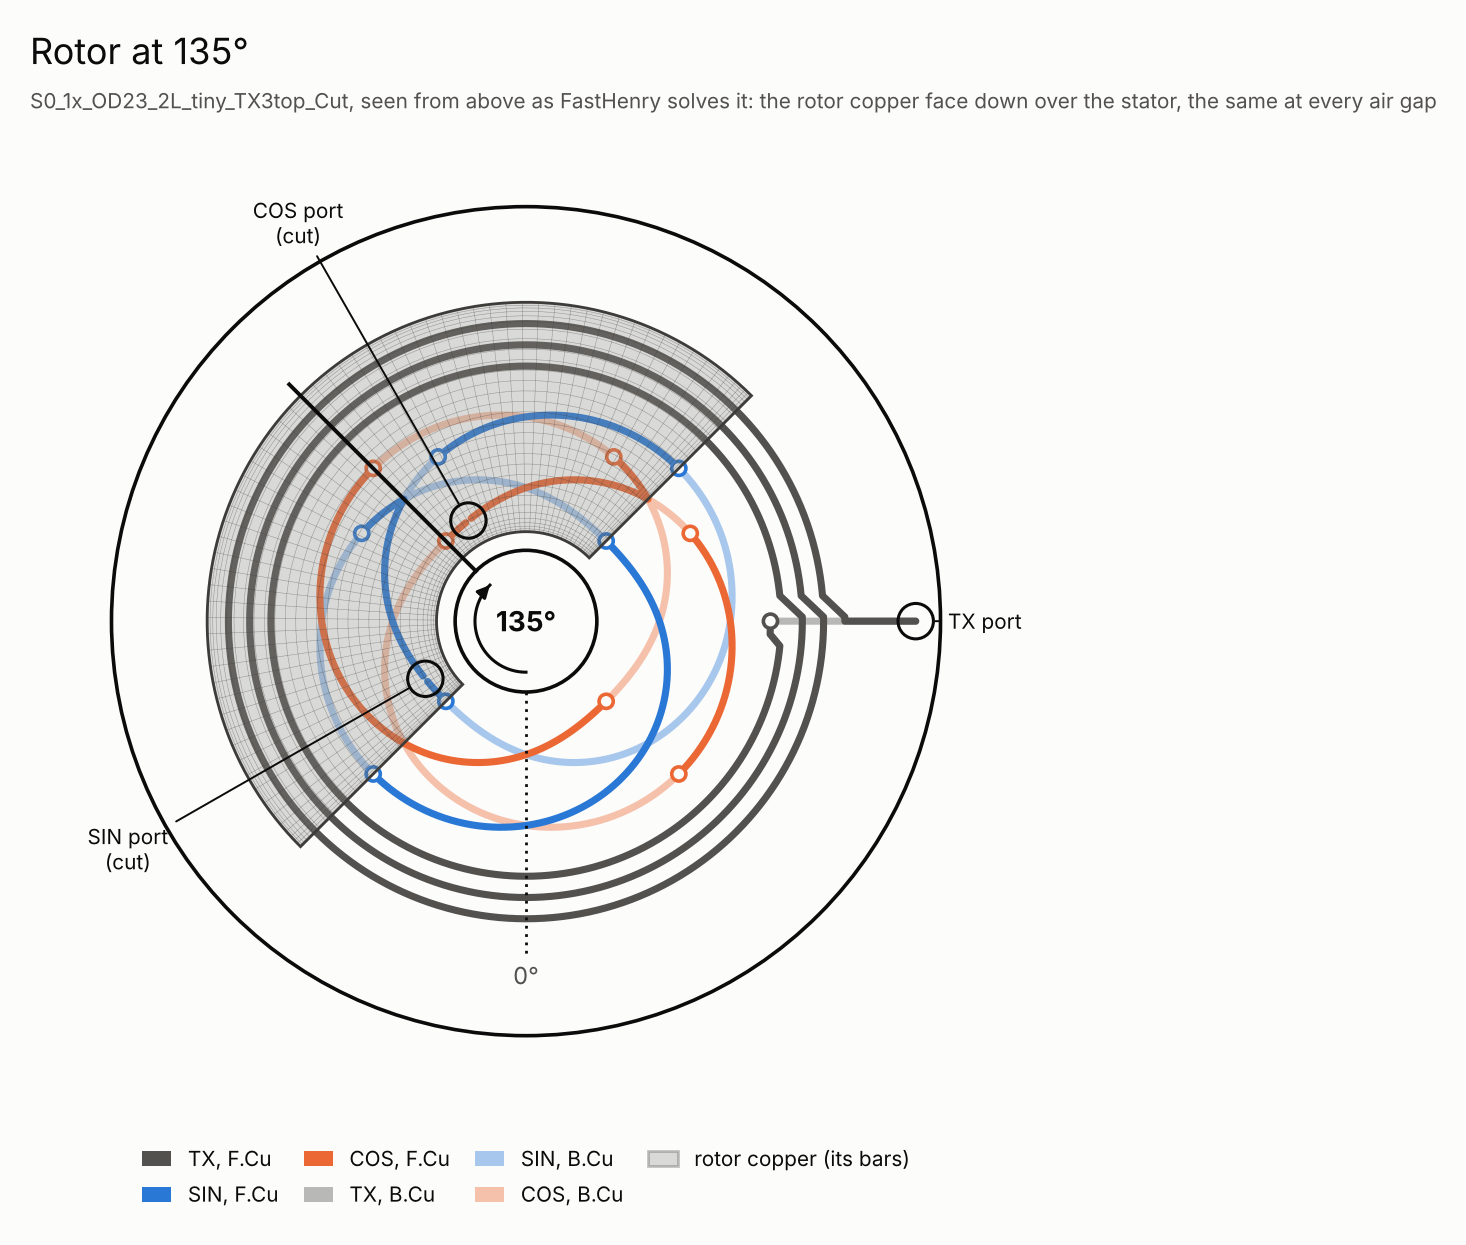 Rotor at 135°
S0_1x_OD23_2L_tiny_TX3top_Cut, seen from above as FastHenry solves it: the rotor copper face down over the stator, the same at every air gap
COS port
(cut)
135°
TX port
SIN port
(cut)
0°
TX, F.Cu
COS, F.Cu
SIN, B.Cu
rotor copper (its bars)
SIN, F.Cu
TX, B.Cu
COS, B.Cu